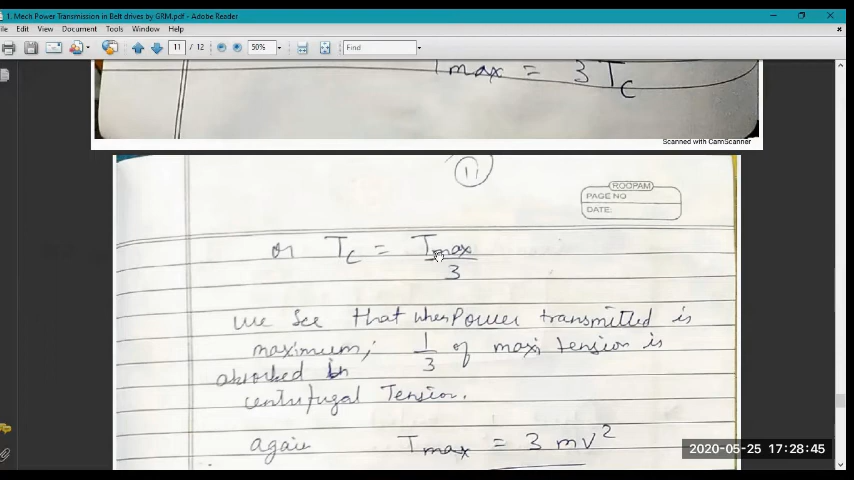 1. Mech Power Transmission in Belt drives by GRM.pdf - Adobe Reader
File Edit View Document Tools Window Help
11 / 12 50% Find
Tmax = 3 Tc
Scanned with CamScanner
11
ROOPAM
PAGE NO
DATE:
or Tc = Tmax / 3
we see that when Power transmitted is
maximum; 1/3 of maxi tension is
absorbed in
centrifugal Tension.
again Tmax = 3 mv²
2020-05-25 17:28:45